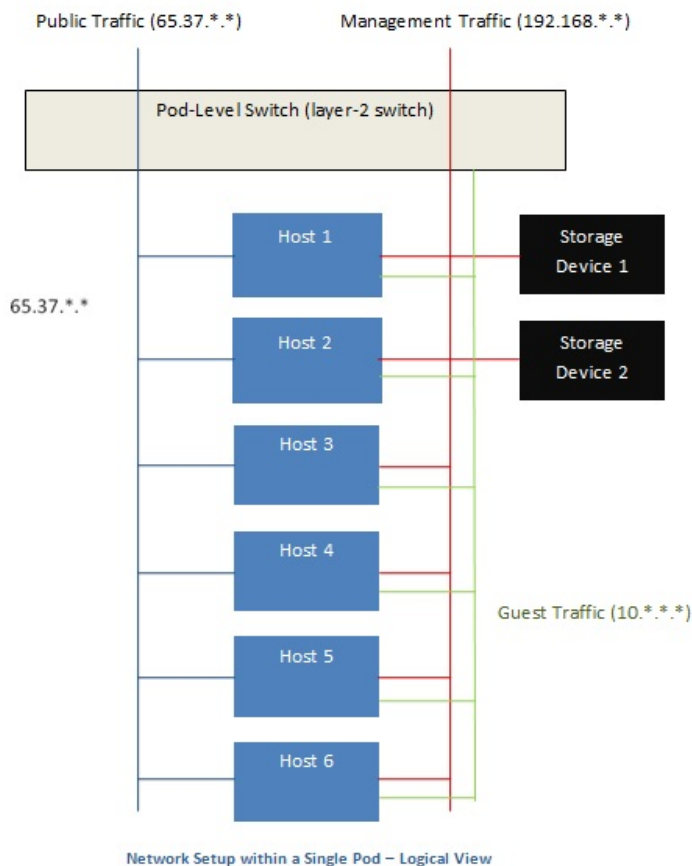 Public Traffic (65.37.*.*)
Management Traffic (192.168.*.*)
Pod-Level Switch (layer-2 switch)
Host 1
Storage
Device 1
65.37.*.*
Host 2
Storage
Device 2
Host 3
Host 4
Guest Traffic (10.*.*.*)
Host 5
Host 6
Network Setup within a Single Pod – Logical View